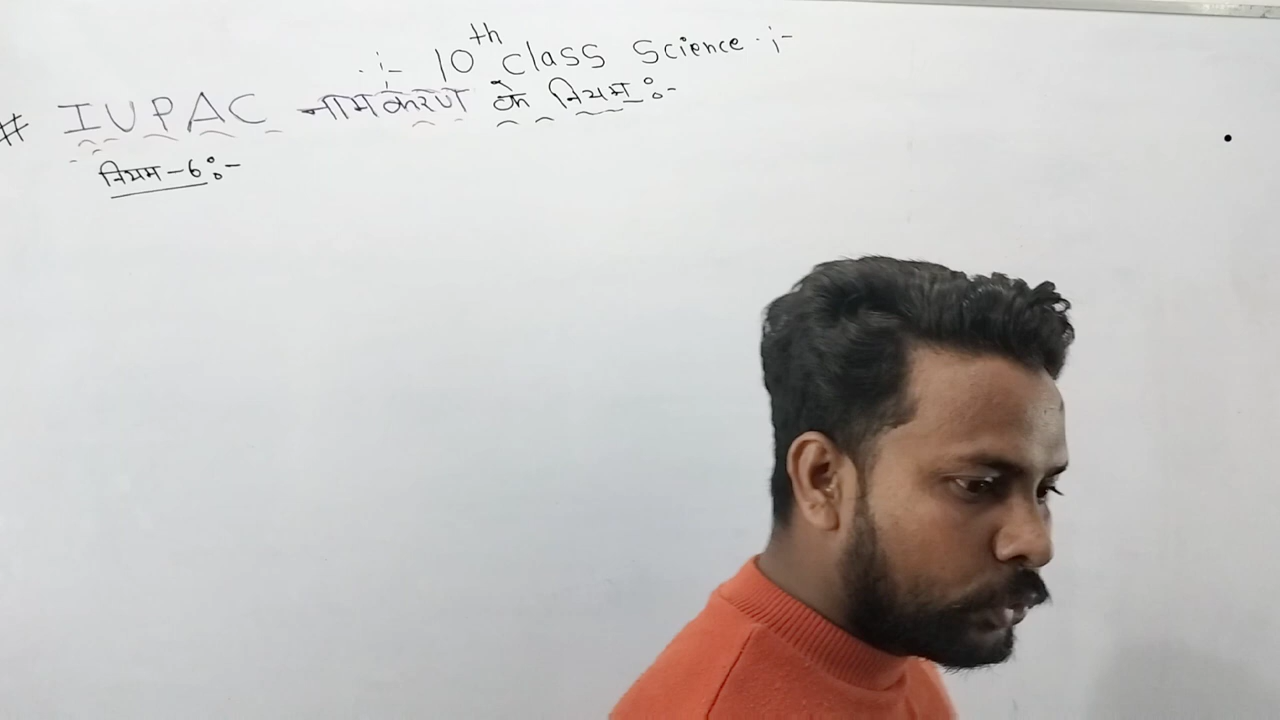 :- 10th class Science :-
# IUPAC नामकरण के नियम :-
नियम-6 :-